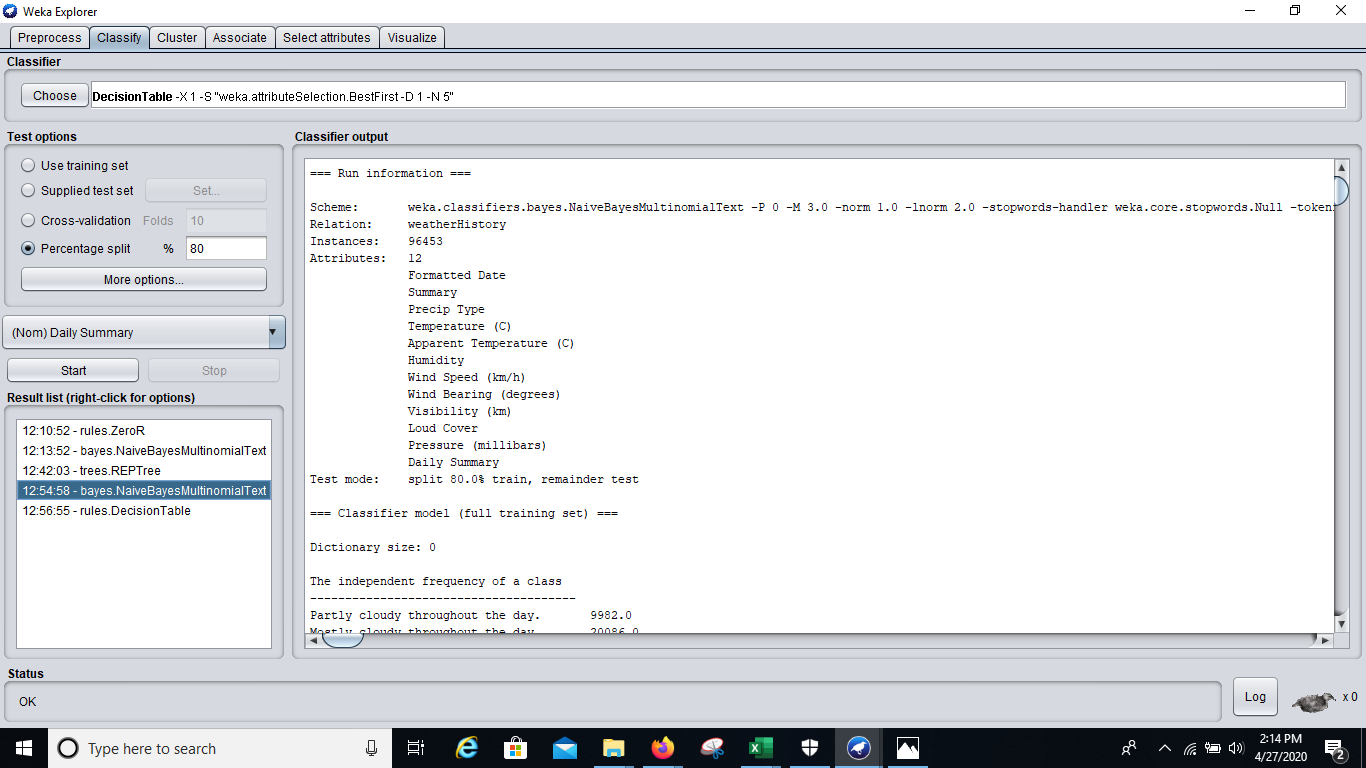 Weka Explorer
Preprocess Classify Cluster Associate Select attributes Visualize
Classifier
Choose DecisionTable -X 1 -S "weka.attributeSelection.BestFirst -D 1 -N 5"
Test options
Use training set
Supplied test set Set...
Cross-validation Folds 10
Percentage split % 80
More options...
(Nom) Daily Summary
Start Stop
Result list (right-click for options)
12:10:52 - rules.ZeroR
12:13:52 - bayes.NaiveBayesMultinomialText
12:42:03 - trees.REPTree
12:54:58 - bayes.NaiveBayesMultinomialText
12:56:55 - rules.DecisionTable
Classifier output
=== Run information ===
Scheme: weka.classifiers.bayes.NaiveBayesMultinomialText -P 0 -M 3.0 -norm 1.0 -lnorm 2.0 -stopwords-handler weka.core.stopwords.Null -tokeni
Relation: weatherHistory
Instances: 96453
Attributes: 12
Formatted Date
Summary
Precip Type
Temperature (C)
Apparent Temperature (C)
Humidity
Wind Speed (km/h)
Wind Bearing (degrees)
Visibility (km)
Loud Cover
Pressure (millibars)
Daily Summary
Test mode: split 80.0% train, remainder test
=== Classifier model (full training set) ===
Dictionary size: 0
The independent frequency of a class
--------------------------------------
Partly cloudy throughout the day. 9982.0
Mostly cloudy throughout the day. 20086.0
Status
OK
Log
x 0
Type here to search
2:14 PM
4/27/2020
2